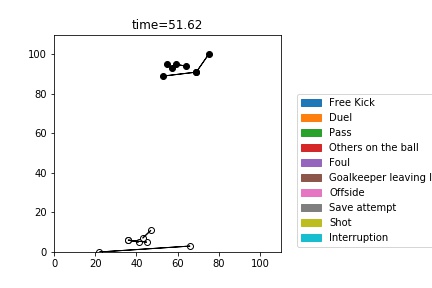 time=51.62
100
80
60
40
20
0
0 20 40 60 80 100
Free Kick
Duel
Pass
Others on the ball
Foul
Goalkeeper leaving l
Offside
Save attempt
Shot
Interruption